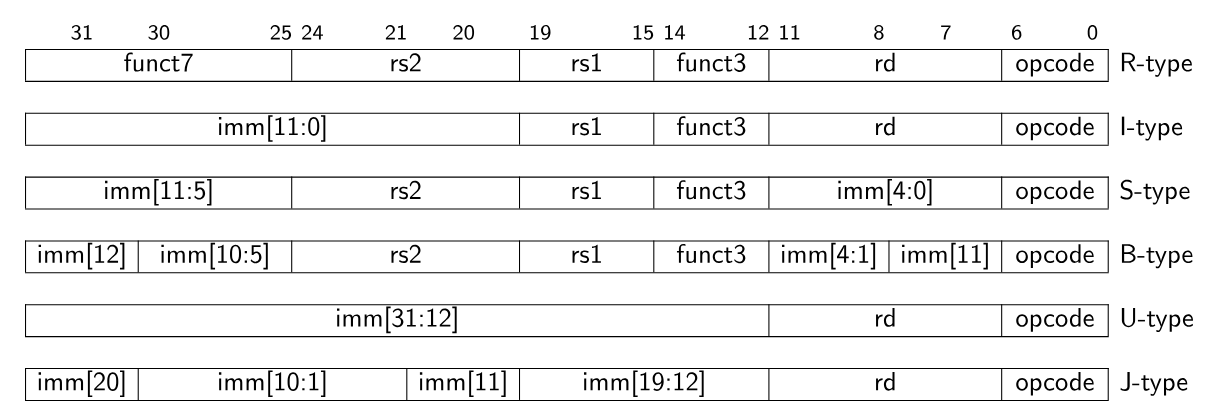 31 30 25 24 21 20 19 15 14 12 11 8 7 6 0
funct7 rs2 rs1 funct3 rd opcode R-type
imm[11:0] rs1 funct3 rd opcode I-type
imm[11:5] rs2 rs1 funct3 imm[4:0] opcode S-type
imm[12] imm[10:5] rs2 rs1 funct3 imm[4:1] imm[11] opcode B-type
imm[31:12] rd opcode U-type
imm[20] imm[10:1] imm[11] imm[19:12] rd opcode J-type